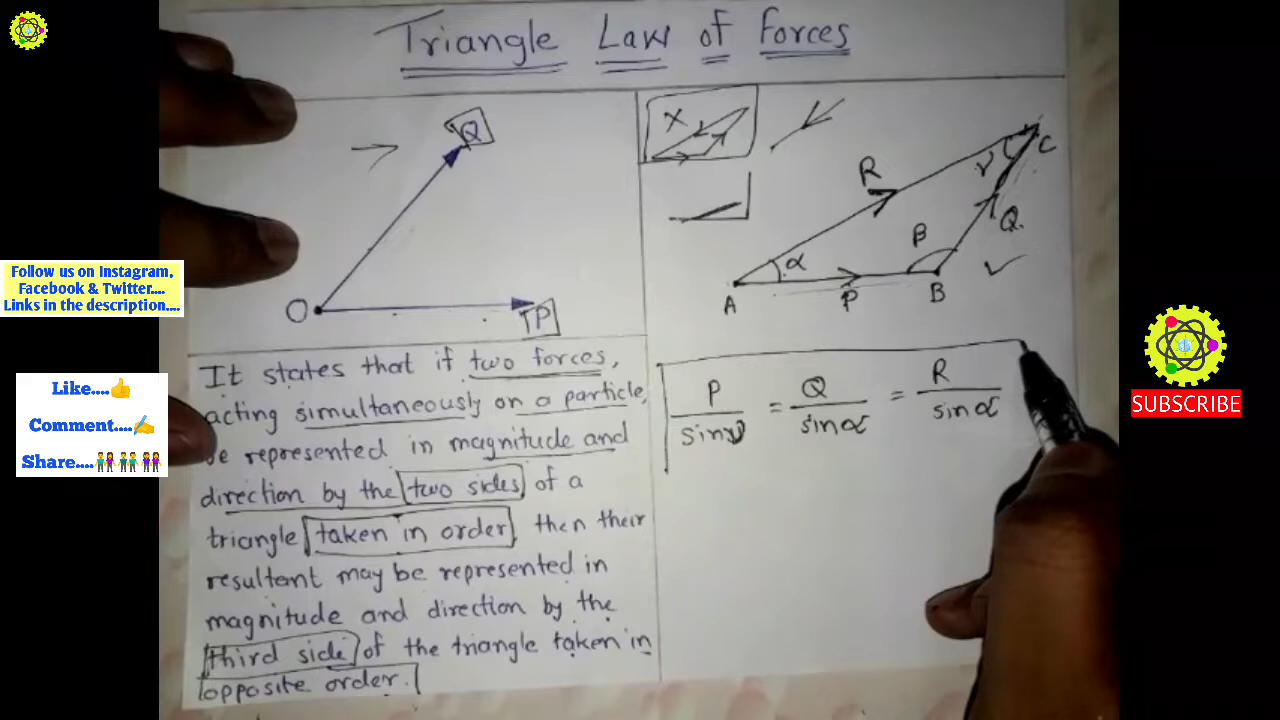 Triangle Law of Forces
Q
O
P
It states that if two forces,
acting simultaneously on a particle,
be represented in magnitude and
direction by the two sides of a
triangle taken in order then their
resultant may be represented in
magnitude and direction by the
third side of the triangle taken in
opposite order.
X
R
C
γ
Q
β
α
A
P
B
P/sinγ = Q/sinα = R/sinα
Follow us on Instagram,
Facebook & Twitter....
Links in the description....
Like....👍
Comment....✍
Share....
SUBSCRIBE